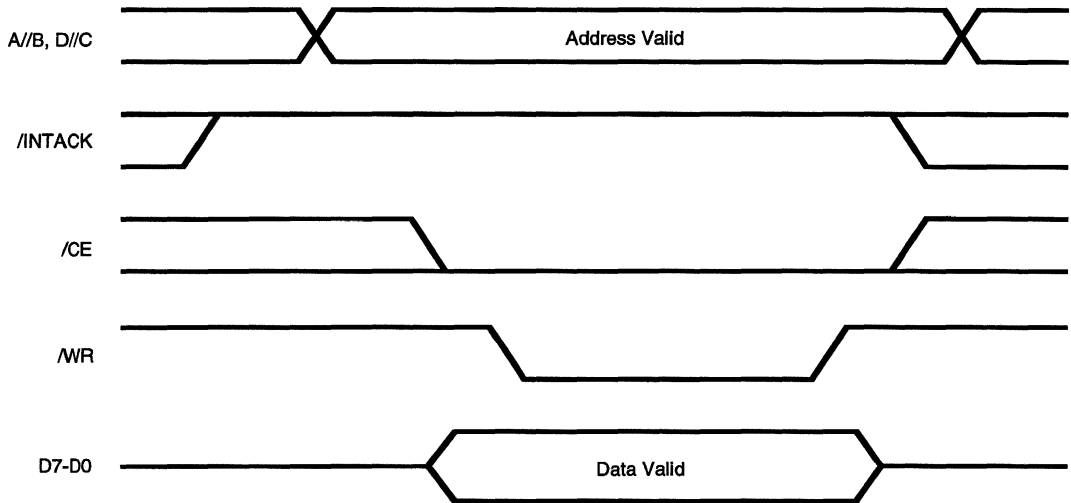 A//B, D//C
Address Valid
/INTACK
/CE
/WR
D7-D0
Data Valid